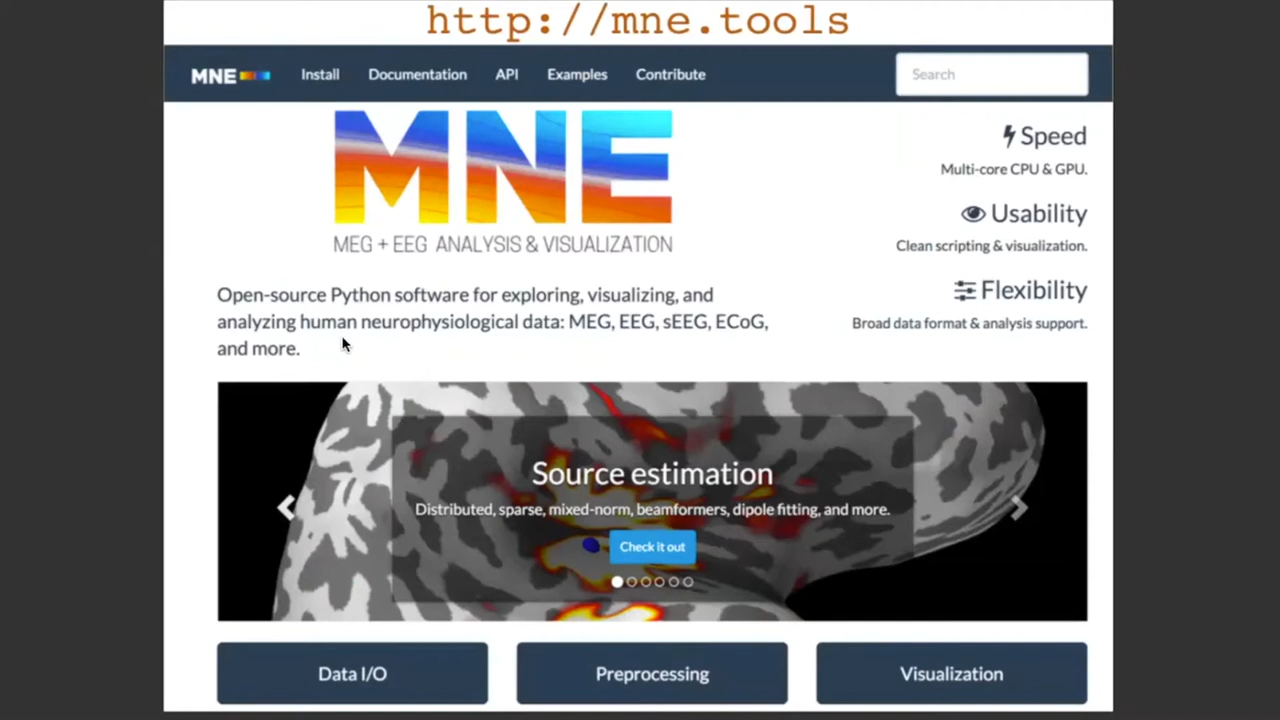 http://mne.tools
MNE Install Documentation API Examples Contribute Search
MNE
MEG + EEG ANALYSIS & VISUALIZATION
Speed
Multi-core CPU & GPU.
Usability
Clean scripting & visualization.
Flexibility
Broad data format & analysis support.
Open-source Python software for exploring, visualizing, and
analyzing human neurophysiological data: MEG, EEG, sEEG, ECoG,
and more.
Source estimation
Distributed, sparse, mixed-norm, beamformers, dipole fitting, and more.
Check it out
Data I/O Preprocessing Visualization